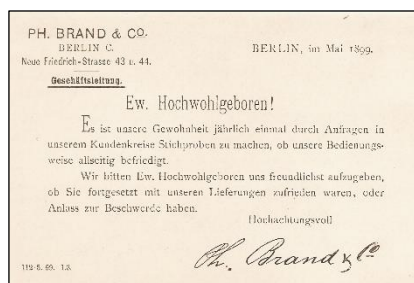 PH. BRAND & Co.
BERLIN C.
Neue Friedrich-Strasse 43 u. 44.
Geschäftsleitung.
BERLIN, im Mai 1899.
Ew. Hochwohlgeboren!
Es ist unsere Gewohnheit jährlich einmal durch Anfragen in
unserem Kundenkreise Stichproben zu machen, ob unsere Bedienungs-
weise allseitig befriedigt.
Wir bitten Ew. Hochwohlgeboren uns freundlichst aufzugeben,
ob Sie fortgesetzt mit unseren Lieferungen zufrieden waren, oder
Anlass zur Beschwerde haben.
Hochachtungsvoll
Ph. Brand & Co
112. 5. 99. 1.3.